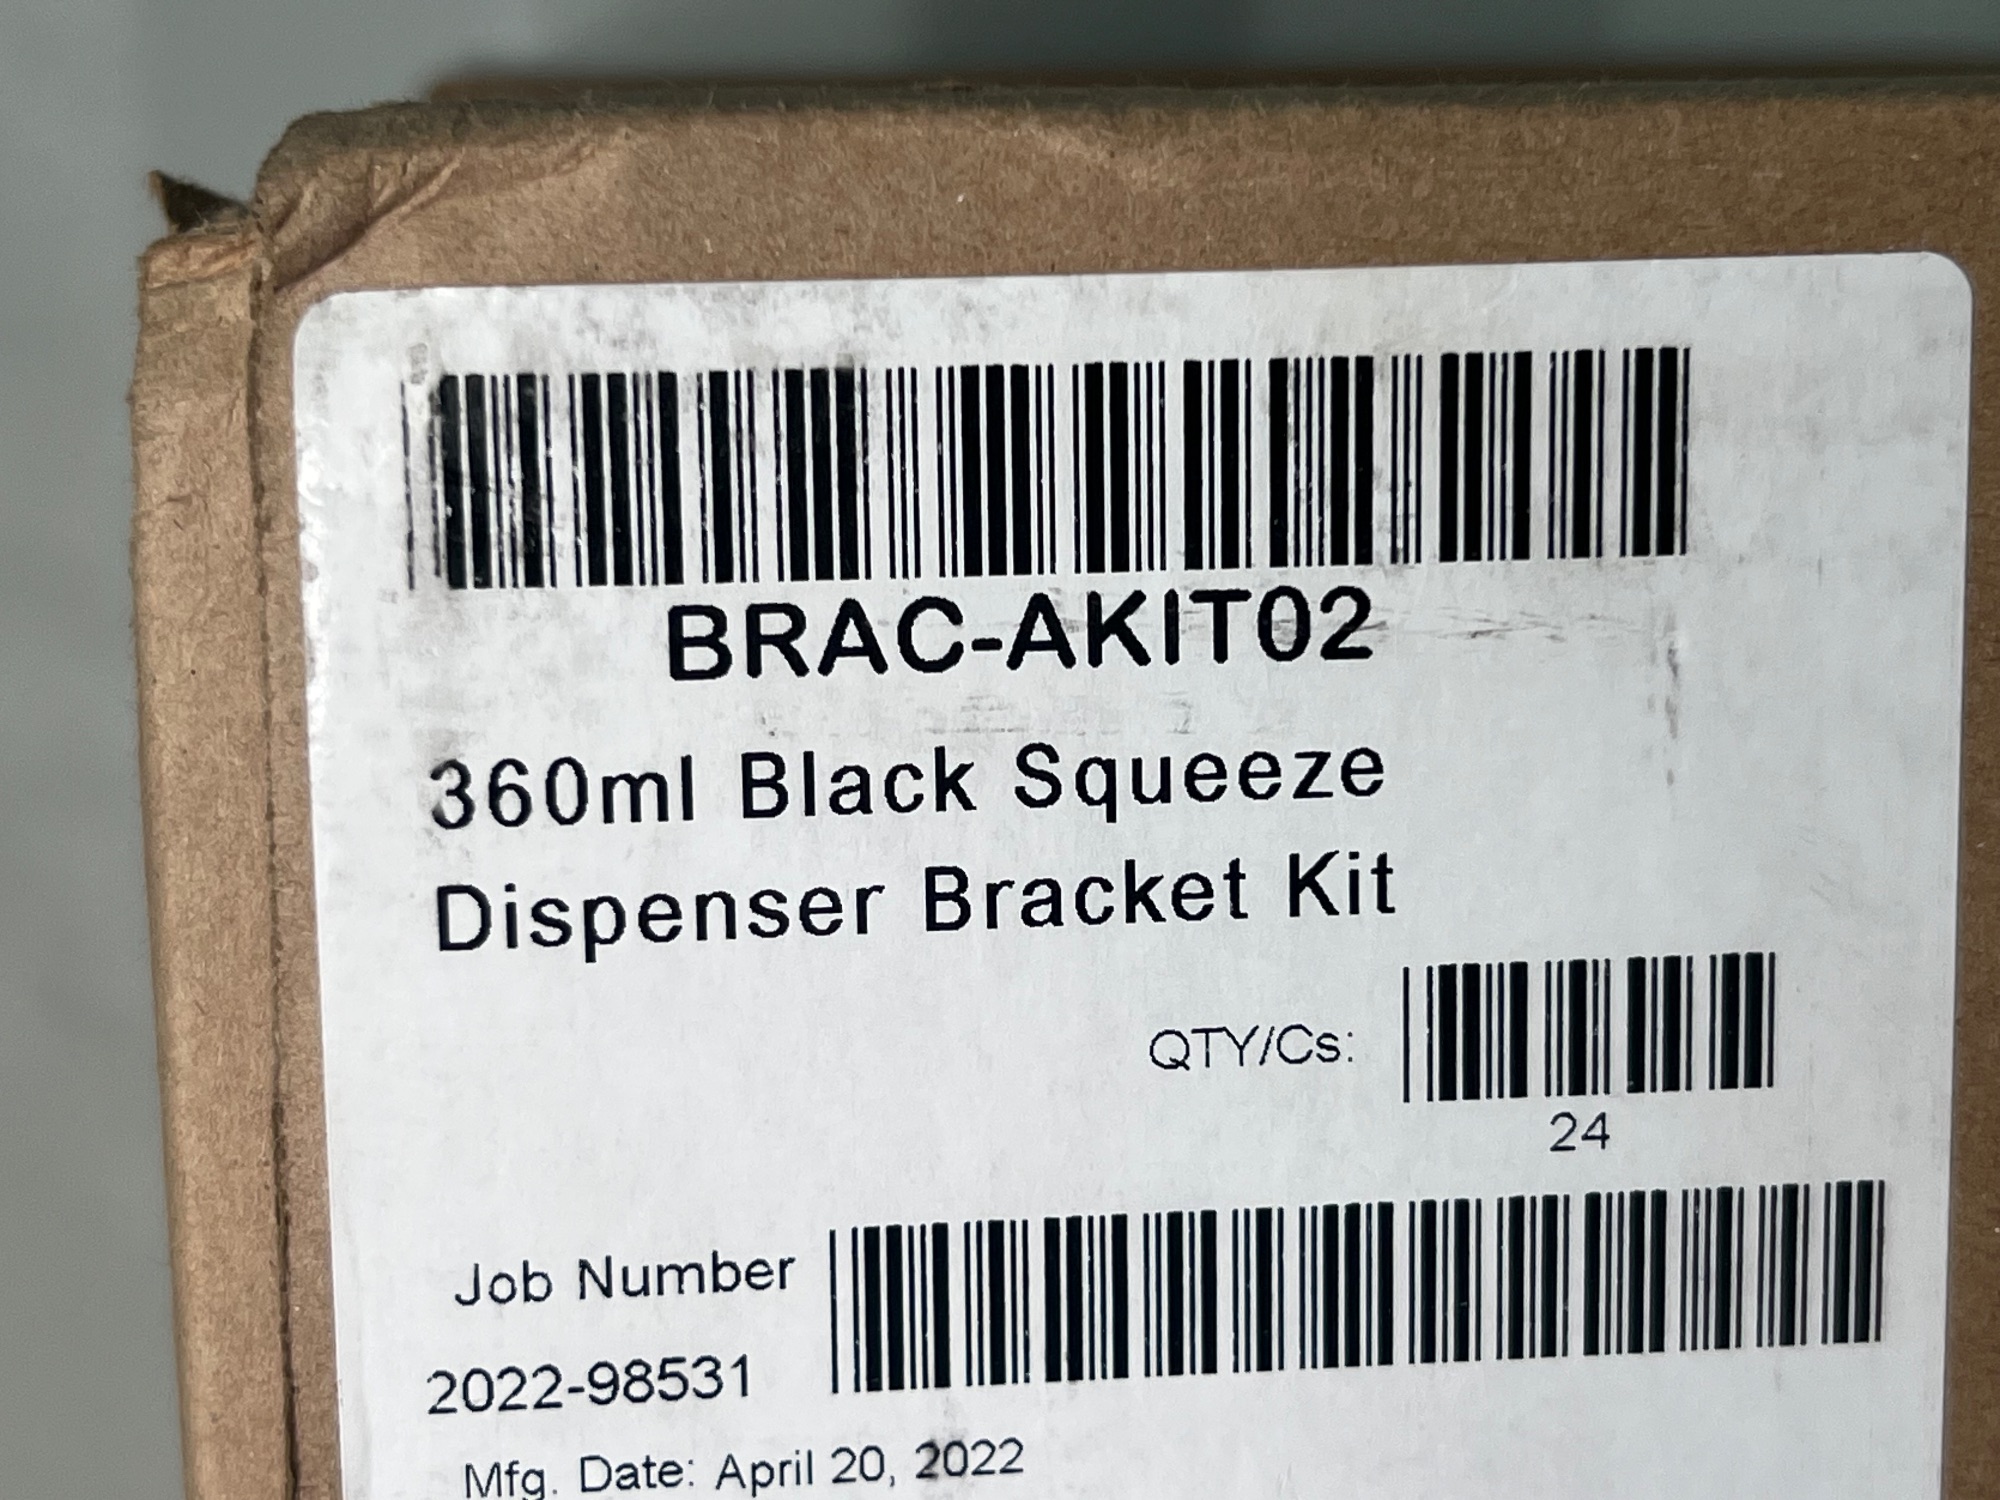 BRAC-AKIT02
360ml Black Squeeze
Dispenser Bracket Kit
QTY/Cs:
24
Job Number
2022-98531
Mfg. Date: April 20, 2022